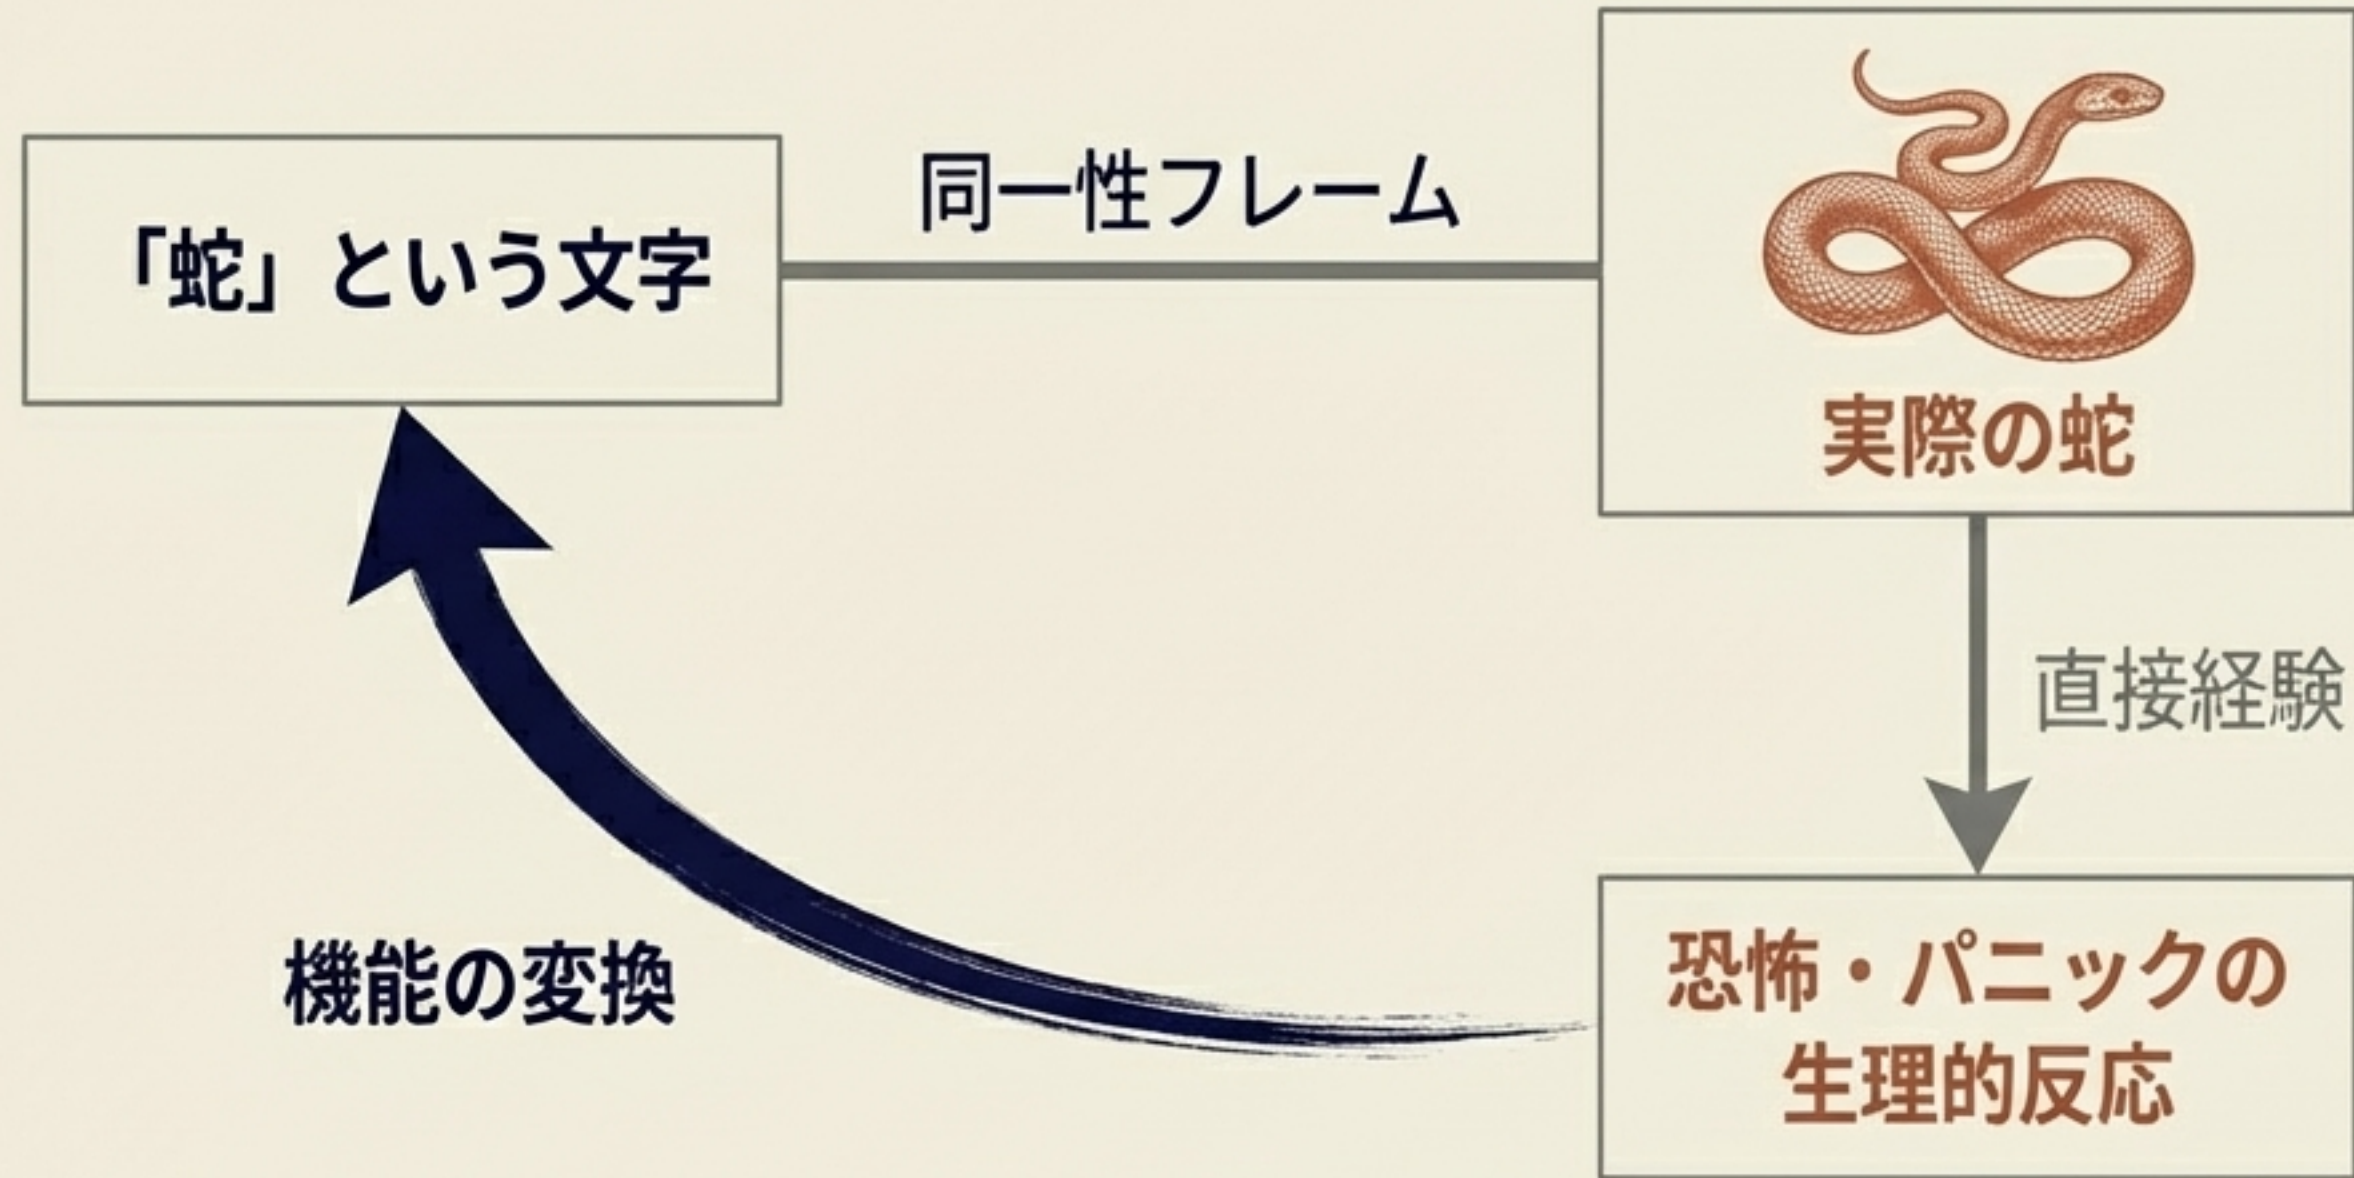 「蛇」という文字
同一性フレーム
実際の蛇
直接経験
恐怖・パニックの
生理的反応
機能の変換